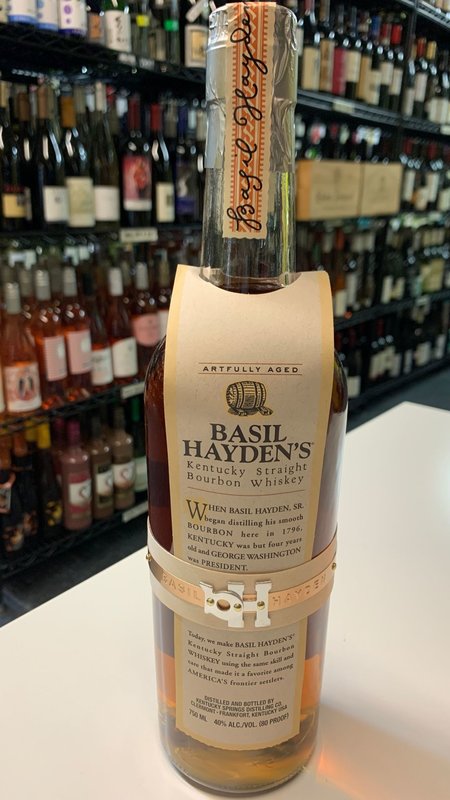 Basil Hayden
ARTFULLY AGED
BASIL
HAYDEN'S®
Kentucky Straight
Bourbon Whiskey
WHEN BASIL HAYDEN, SR.
began distilling his smooth
BOURBON here in 1796,
KENTUCKY was but four years
old and GEORGE WASHINGTON
was PRESIDENT.
BASIL bH HAYDEN
Today, we make BASIL HAYDEN'S®
Kentucky Straight Bourbon
WHISKEY using the same skill and
care that made it a favorite among
AMERICA'S frontier settlers.
DISTILLED AND BOTTLED BY
KENTUCKY SPRINGS DISTILLING CO.
CLERMONT • FRANKFORT, KENTUCKY USA
750 ML 40% ALC./VOL. (80 PROOF)